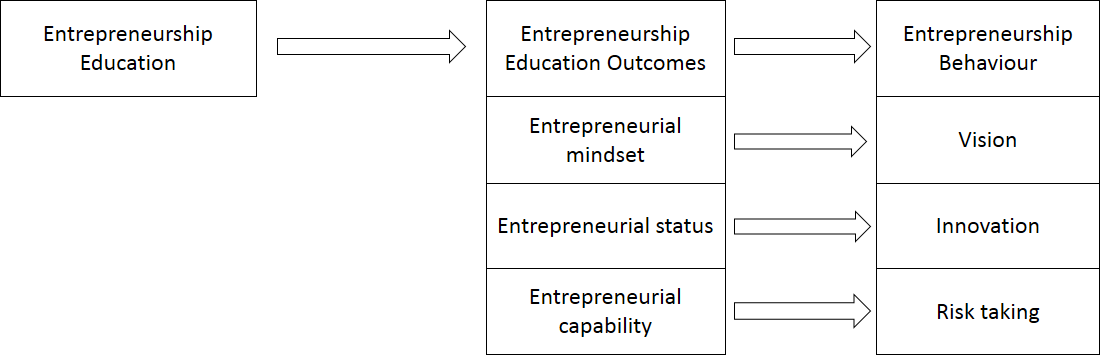 Entrepreneurship
Education
Entrepreneurship
Education Outcomes
Entrepreneurship
Behaviour
Entrepreneurial
mindset
Vision
Entrepreneurial status
Innovation
Entrepreneurial
capability
Risk taking